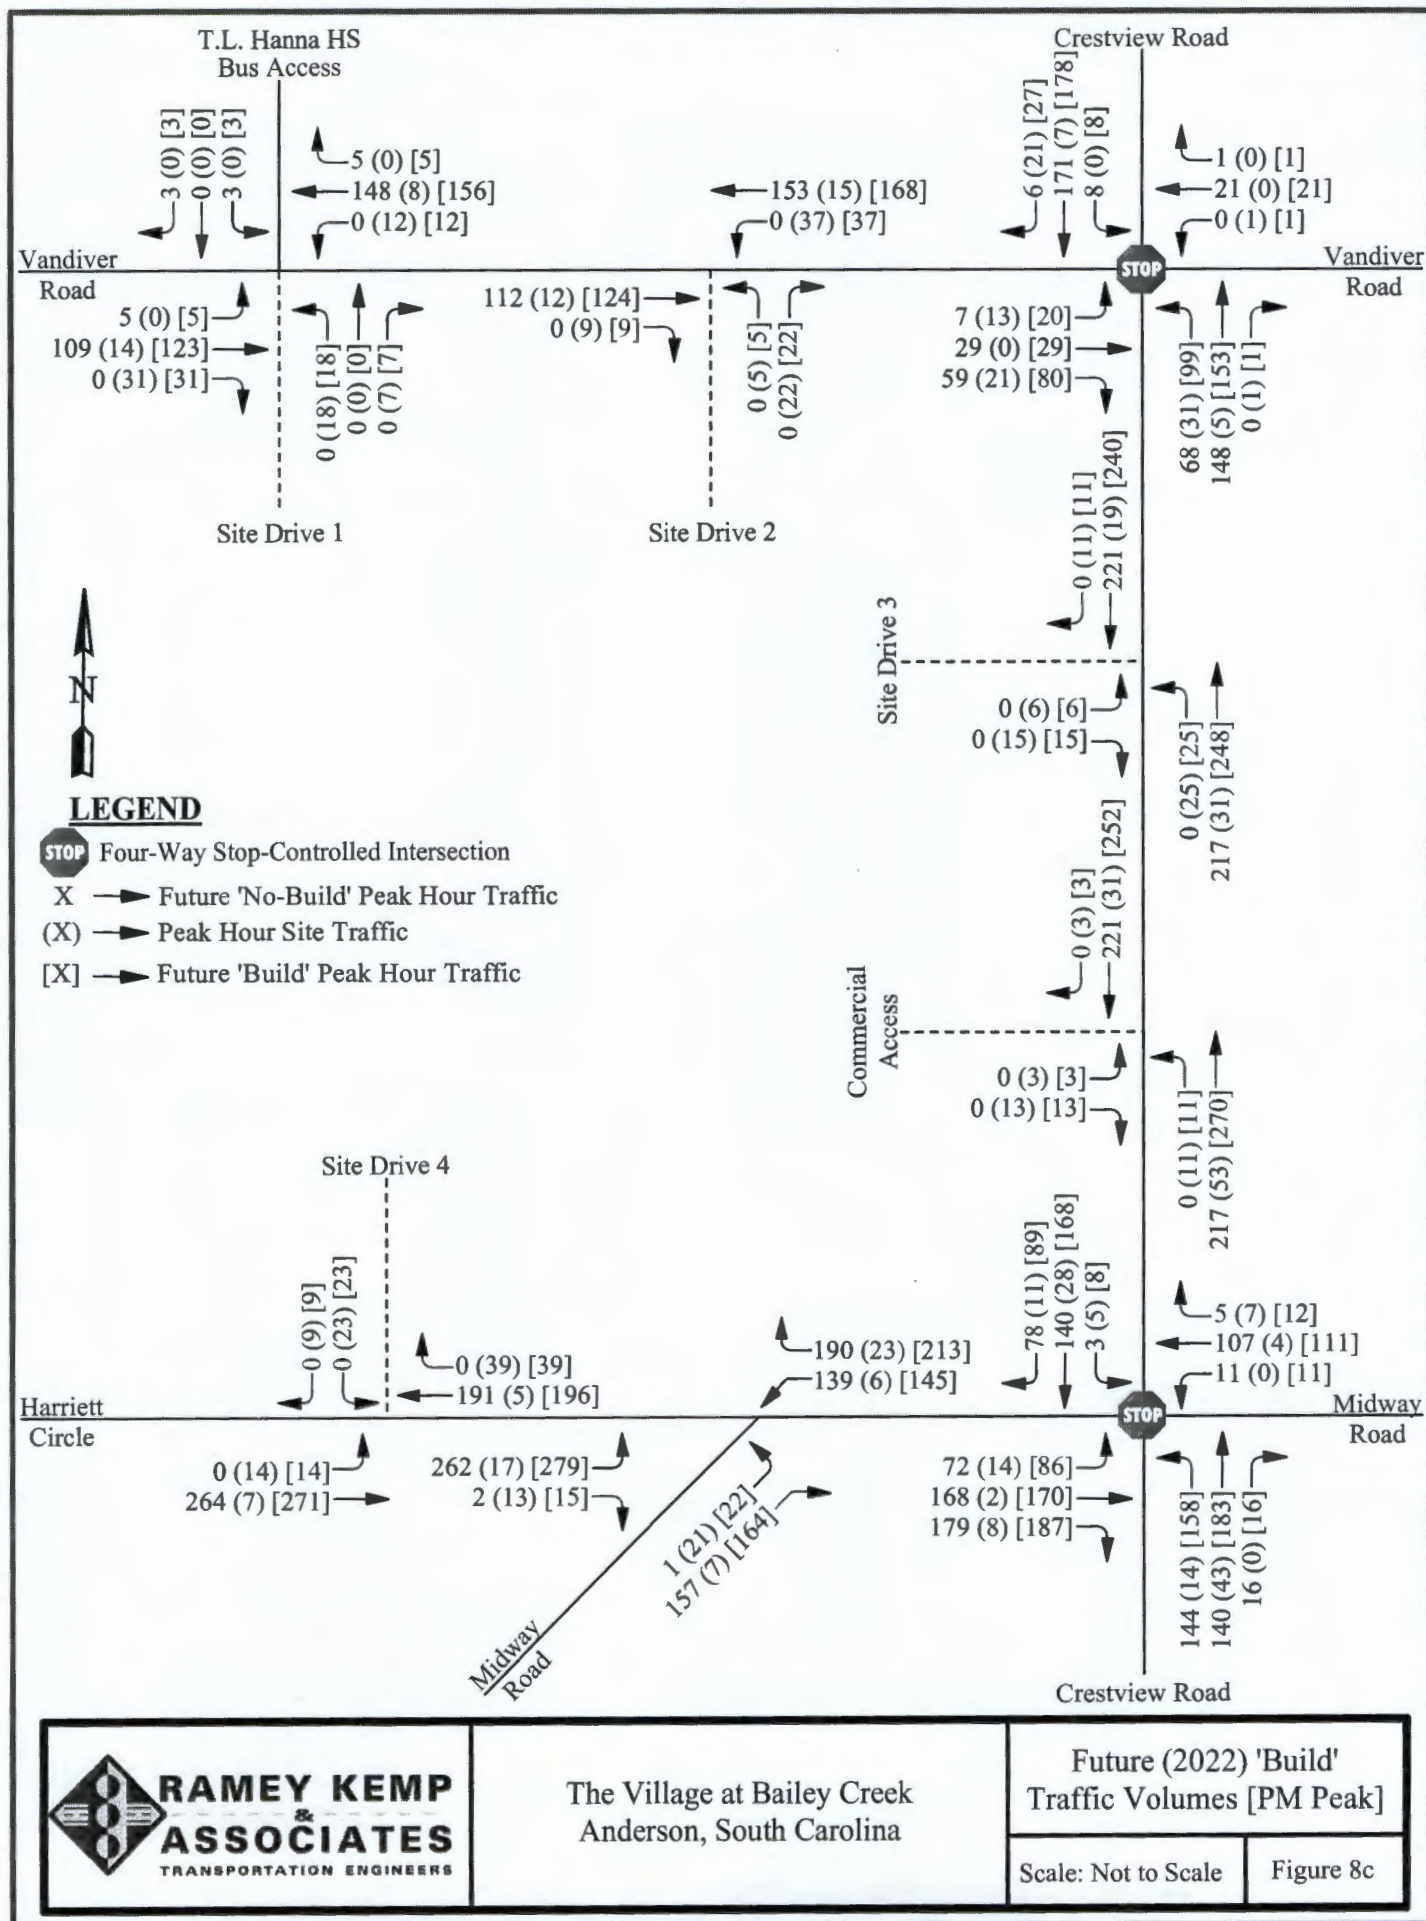 T.L. Hanna HS
Bus Access
Crestview Road
3 (0) [3]
0 (0) [0]
3 (0) [3]
5 (0) [5]
148 (8) [156]
0 (12) [12]
153 (15) [168]
0 (37) [37]
6 (21) [27]
171 (7) [178]
8 (0) [8]
1 (0) [1]
21 (0) [21]
0 (1) [1]
Vandiver
Road
STOP
Vandiver
Road
5 (0) [5]
109 (14) [123]
0 (31) [31]
0 (18) [18]
0 (0) [0]
0 (7) [7]
112 (12) [124]
0 (9) [9]
0 (5) [5]
0 (22) [22]
7 (13) [20]
29 (0) [29]
59 (21) [80]
68 (31) [99]
148 (5) [153]
0 (1) [1]
Site Drive 1
Site Drive 2
0 (11) [11]
221 (19) [240]
Site Drive 3
0 (6) [6]
0 (15) [15]
0 (25) [25]
217 (31) [248]
N
LEGEND
STOP Four-Way Stop-Controlled Intersection
X Future 'No-Build' Peak Hour Traffic
(X) Peak Hour Site Traffic
[X] Future 'Build' Peak Hour Traffic
0 (3) [3]
221 (31) [252]
Commercial
Access
0 (3) [3]
0 (13) [13]
0 (11) [11]
217 (53) [270]
Site Drive 4
0 (9) [9]
0 (23) [23]
0 (39) [39]
191 (5) [196]
190 (23) [213]
139 (6) [145]
78 (11) [89]
140 (28) [168]
3 (5) [8]
5 (7) [12]
107 (4) [111]
11 (0) [11]
Harriett
Circle
STOP
Midway
Road
0 (14) [14]
264 (7) [271]
262 (17) [279]
2 (13) [15]
1 (21) [22]
157 (7) [164]
72 (14) [86]
168 (2) [170]
179 (8) [187]
144 (14) [158]
140 (43) [183]
16 (0) [16]
Midway
Road
Crestview Road
RAMEY KEMP
&
ASSOCIATES
TRANSPORTATION ENGINEERS
The Village at Bailey Creek
Anderson, South Carolina
Future (2022) 'Build'
Traffic Volumes [PM Peak]
Scale: Not to Scale
Figure 8c